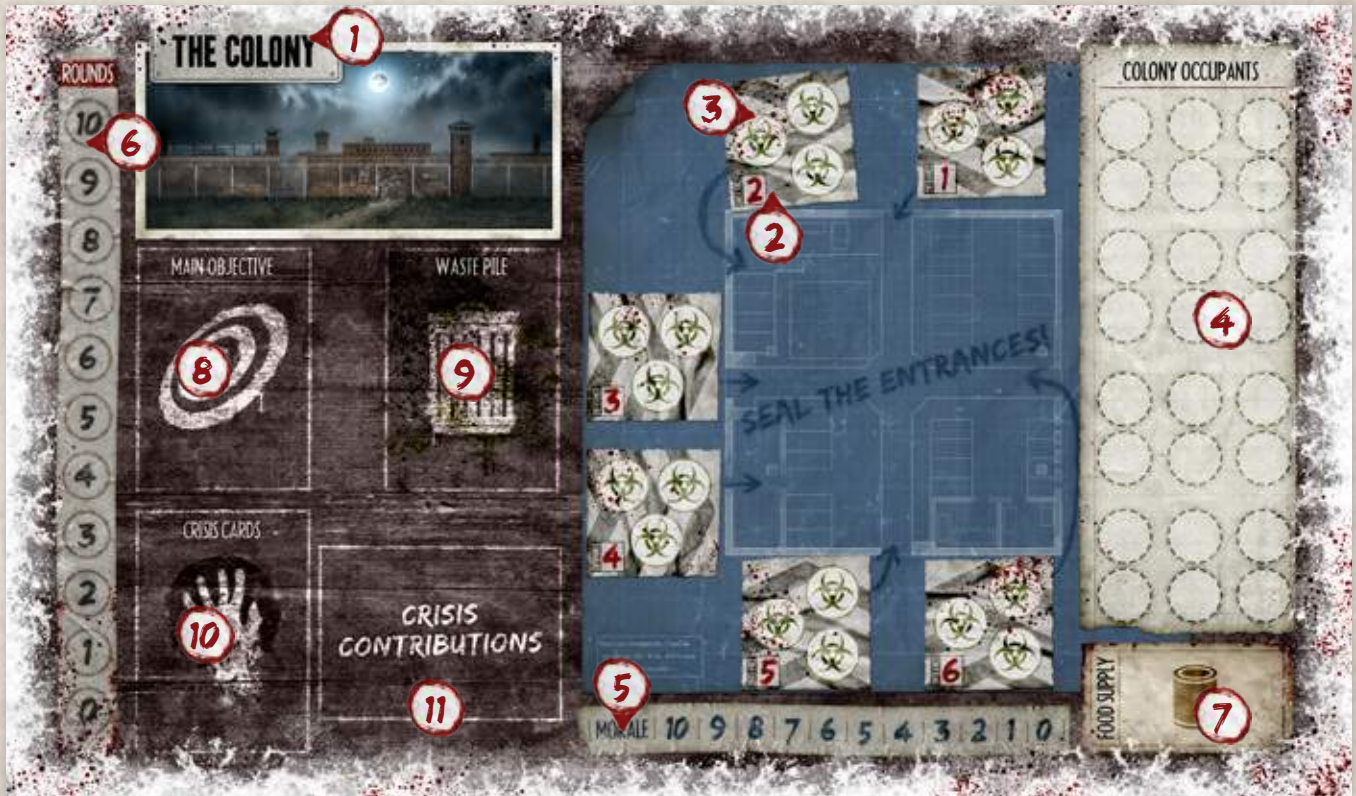 THE COLONY
1
ROUNDS
10
9
8
7
6
5
4
3
2
1
0
6
MAIN OBJECTIVE
8
WASTE PILE
9
CRISIS CARDS
10
CRISIS
CONTRIBUTIONS
11
3
2
2
1
3
4
5
6
SEAL THE ENTRANCES!
5
MORALE 10 9 8 7 6 5 4 3 2 1 0
COLONY OCCUPANTS
4
FOOD SUPPLY
7